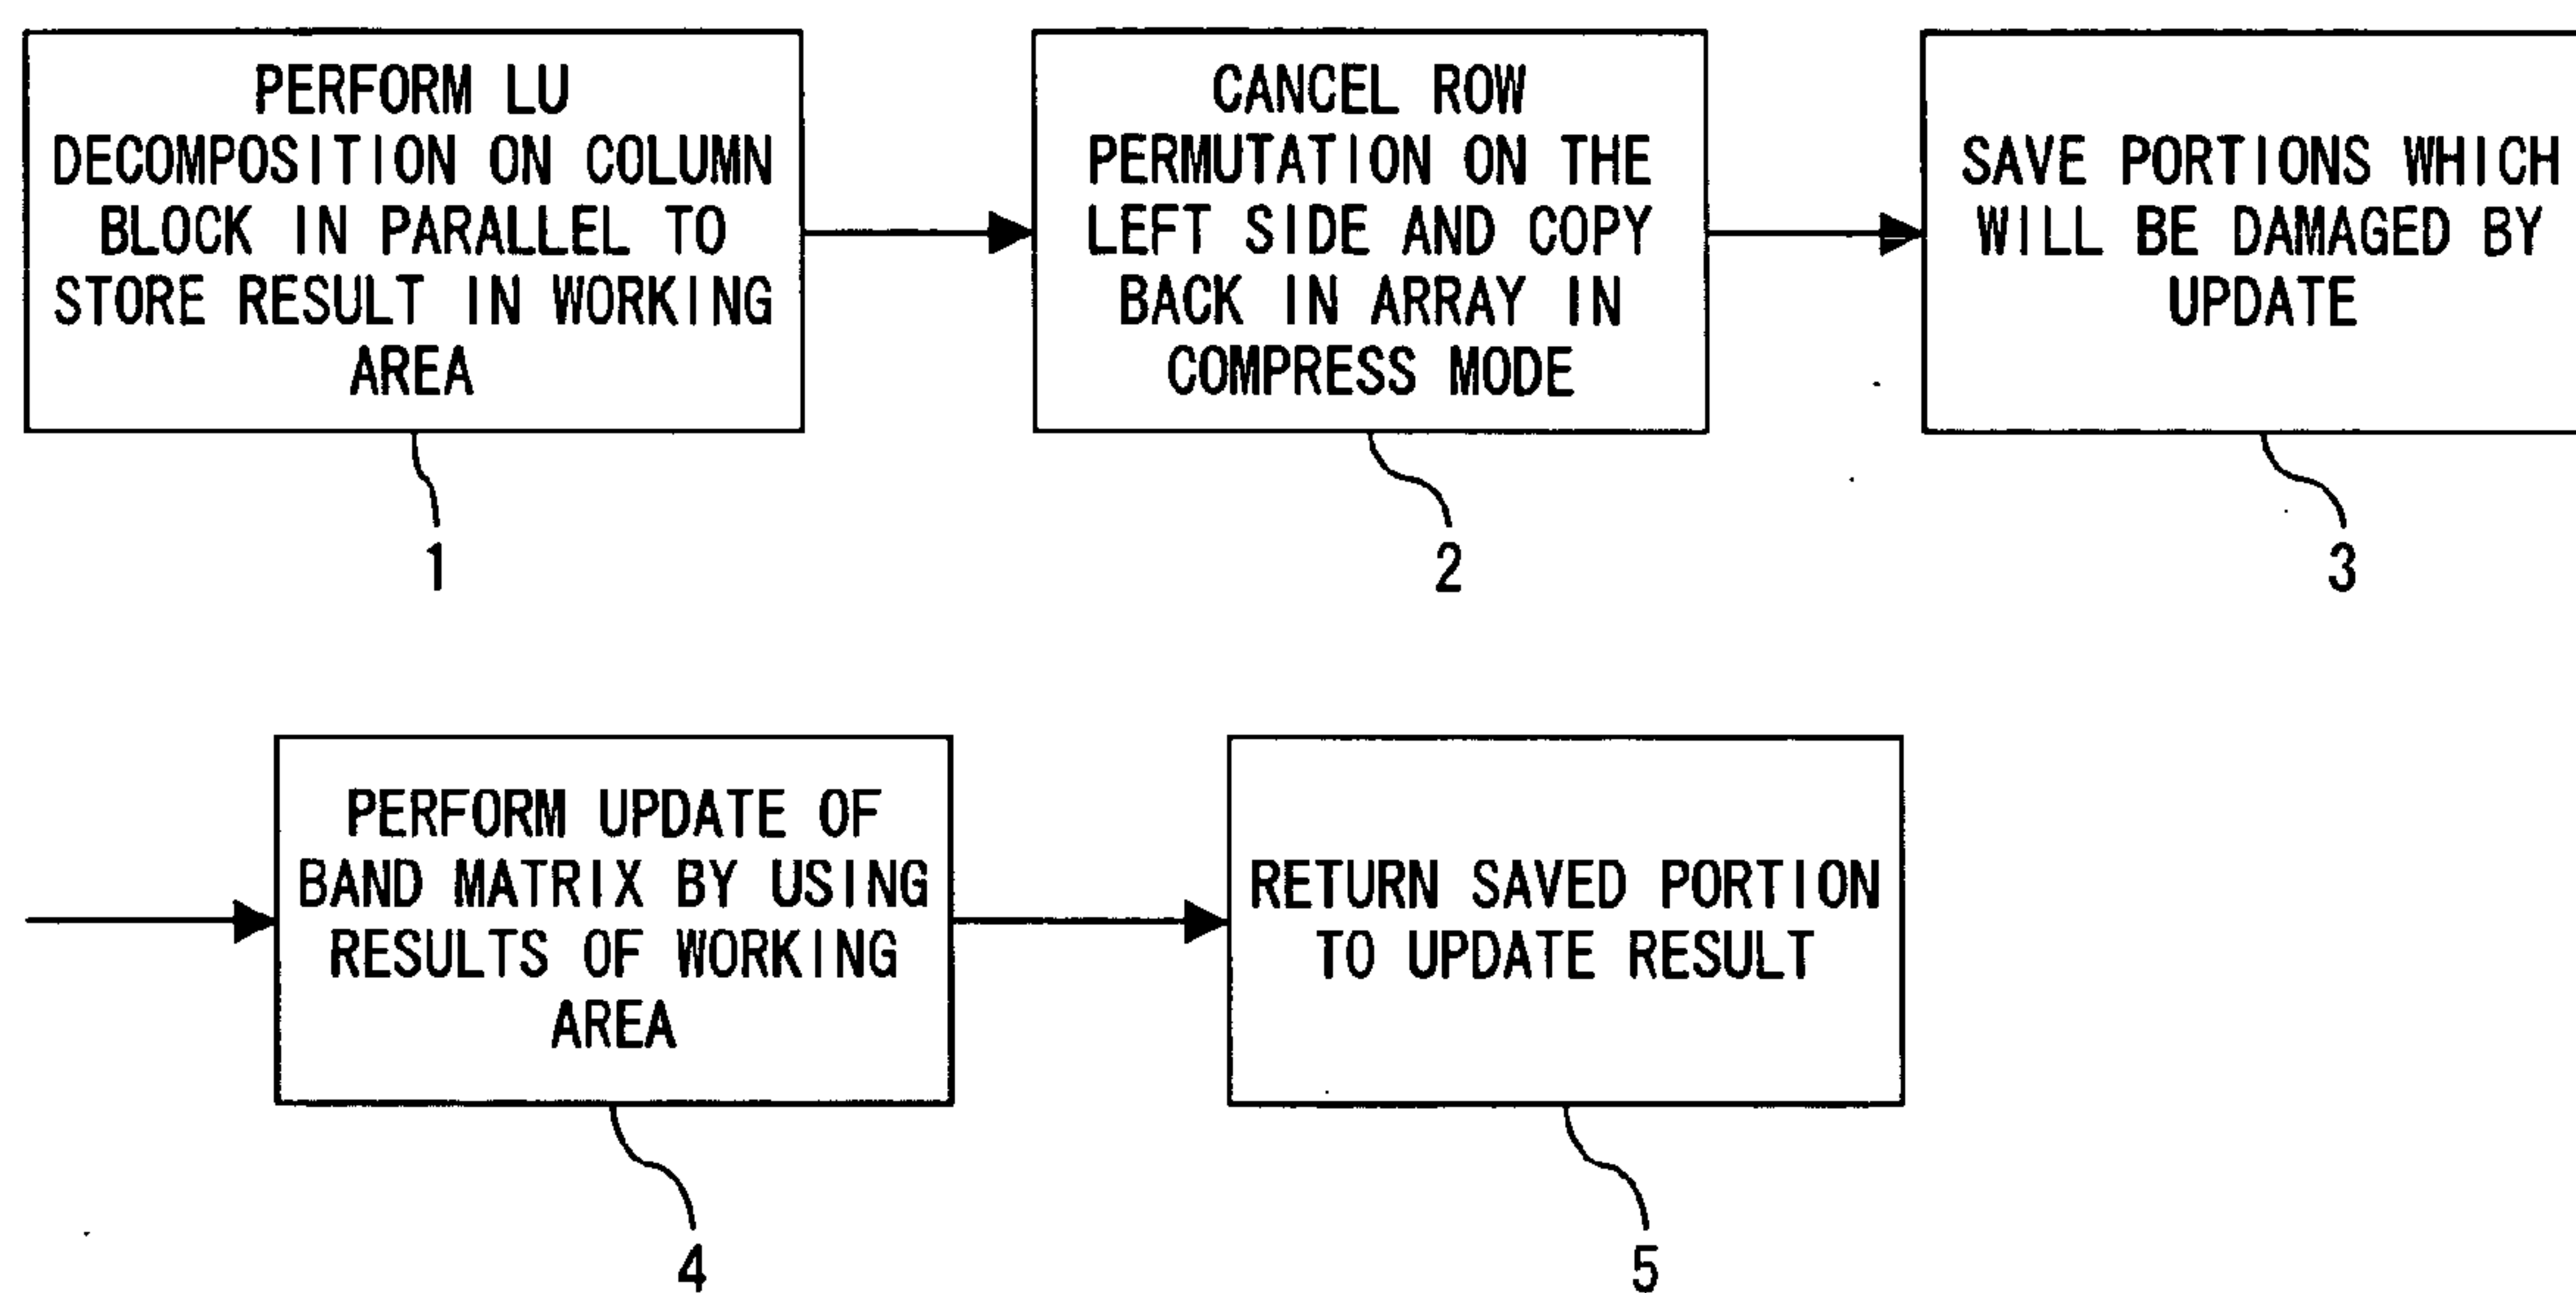 PERFORM LU
DECOMPOSITION ON COLUMN
BLOCK IN PARALLEL TO
STORE RESULT IN WORKING
AREA
1
CANCEL ROW
PERMUTATION ON THE
LEFT SIDE AND COPY
BACK IN ARRAY IN
COMPRESS MODE
2
SAVE PORTIONS WHICH
WILL BE DAMAGED BY
UPDATE
3
PERFORM UPDATE OF
BAND MATRIX BY USING
RESULTS OF WORKING
AREA
4
RETURN SAVED PORTION
TO UPDATE RESULT
5